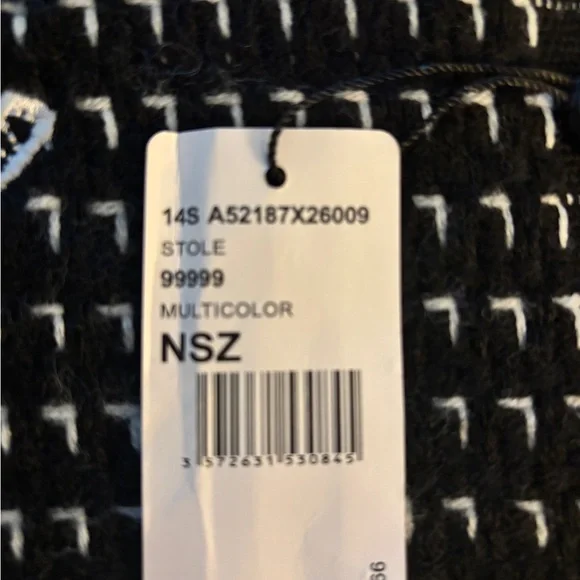 14S A52187X26009
STOLE
99999
MULTICOLOR
NSZ
3 572631 530845